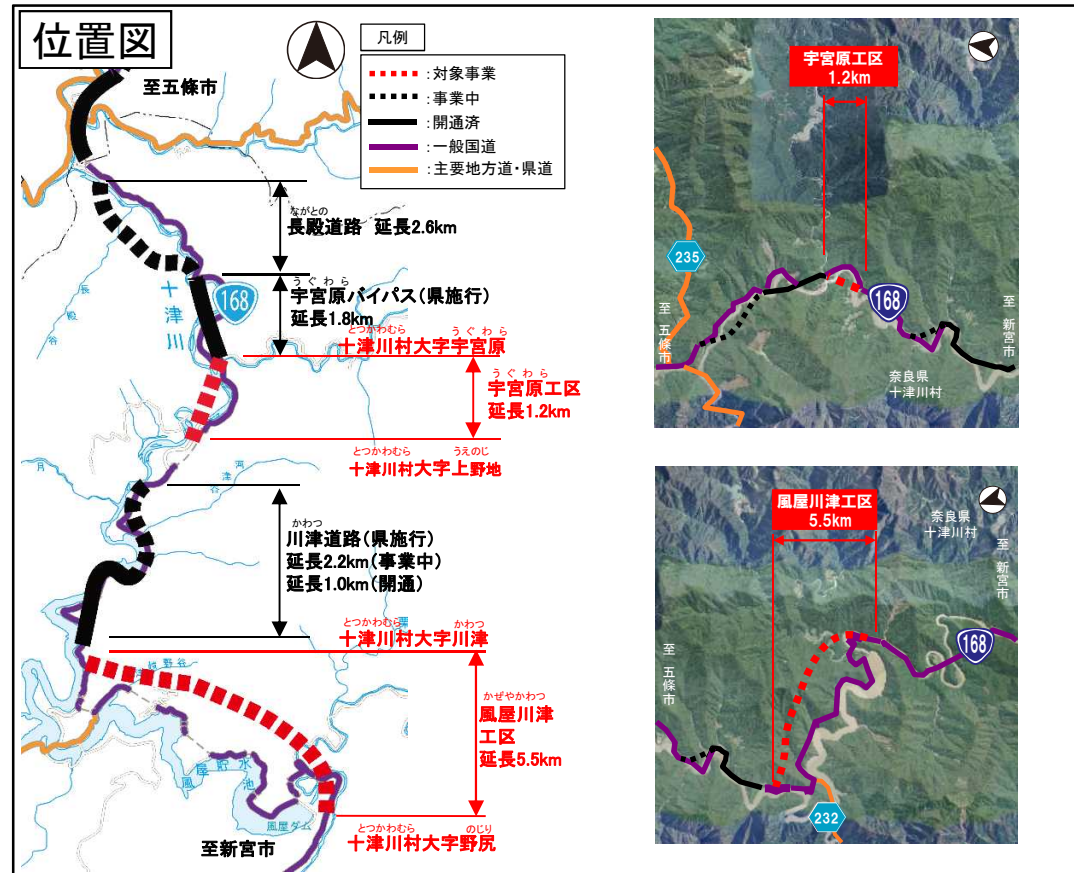 位置図
凡例
:対象事業
:事業中
:開通済
:一般国道
:主要地方道・県道
至五條市
ながとの
長殿道路 延長2.6km
うぐわら
宇宮原バイパス(県施行)
延長1.8km
168
十津川
長殿谷
とつかわむら うぐわら
十津川村大字宇宮原
うぐわら
宇宮原工区
延長1.2km
とつかわむら うえのじ
十津川村大字上野地
かわつ
川津道路(県施行)
延長2.2km(事業中)
延長1.0km(開通)
とつかわむら かわつ
十津川村大字川津
かぜやかわつ
風屋川津
工区
延長5.5km
風屋貯水池
風屋ダム
とつかわむら のじり
十津川村大字野尻
至新宮市
宇宮原工区
1.2km
235
168
至 五條市
至 新宮市
奈良県
十津川村
風屋川津工区
5.5km
奈良県
十津川村
至 新宮市
168
至 五條市
232